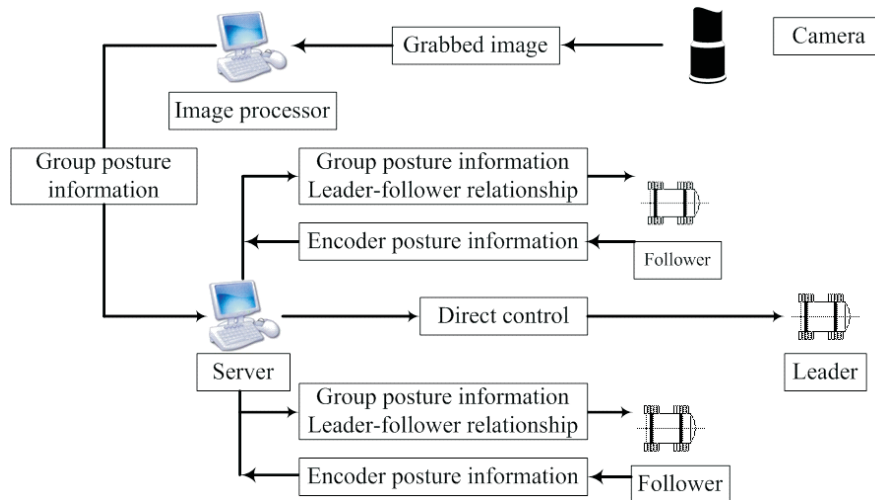 Grabbed image
Camera
Image processor
Group posture
information
Group posture information
Leader-follower relationship
Encoder posture information
Follower
Direct control
Server
Leader
Group posture information
Leader-follower relationship
Encoder posture information
Follower